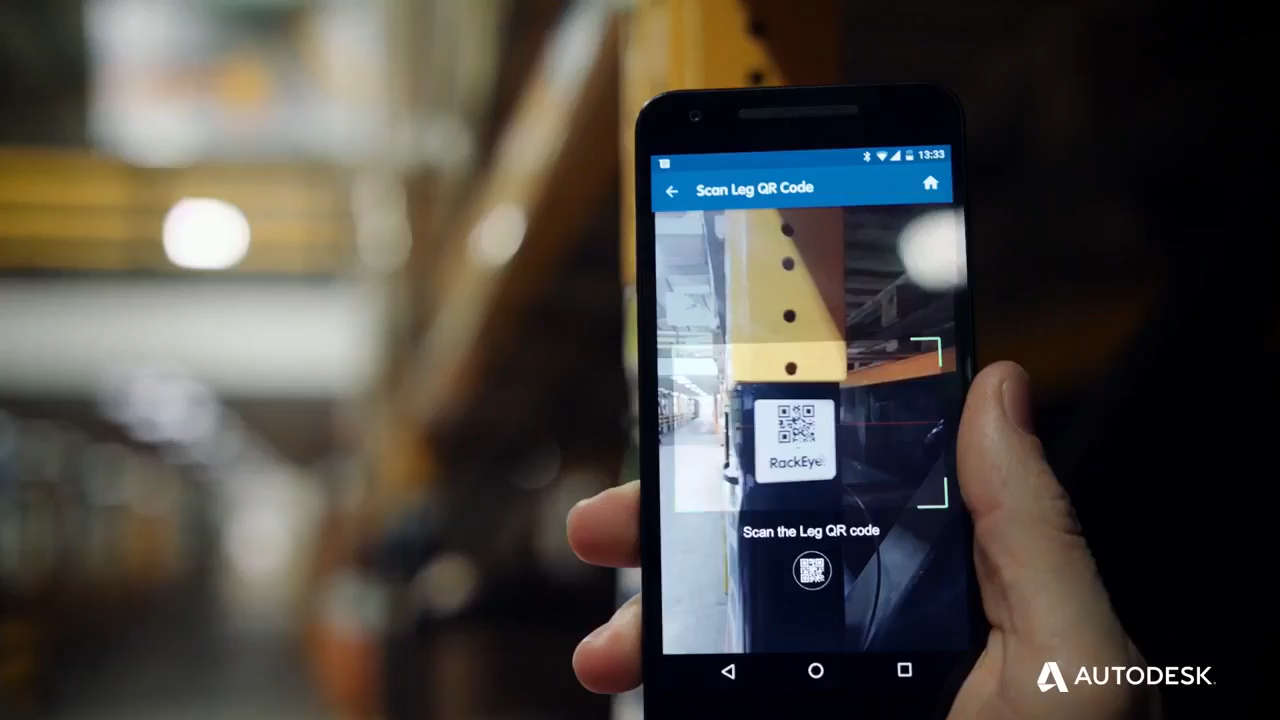 13:33
Scan Leg QR Code
RackEye
Scan the Leg QR code
AUTODESK.